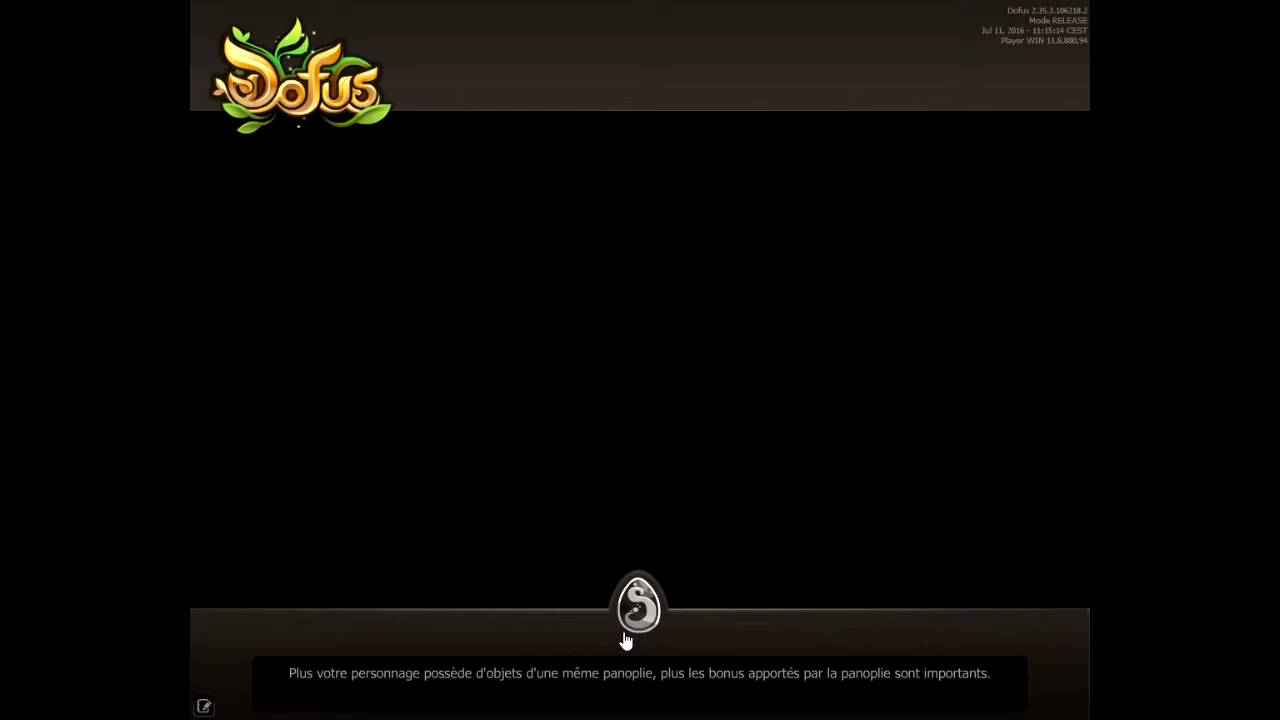 Dofus 2.35.3.106218.2
Mode RELEASE
Jul 11, 2016 - 11:15:14 CEST
Player WIN 11.8.800.94
Dofus
Plus votre personnage possède d'objets d'une même panoplie, plus les bonus apportés par la panoplie sont importants.